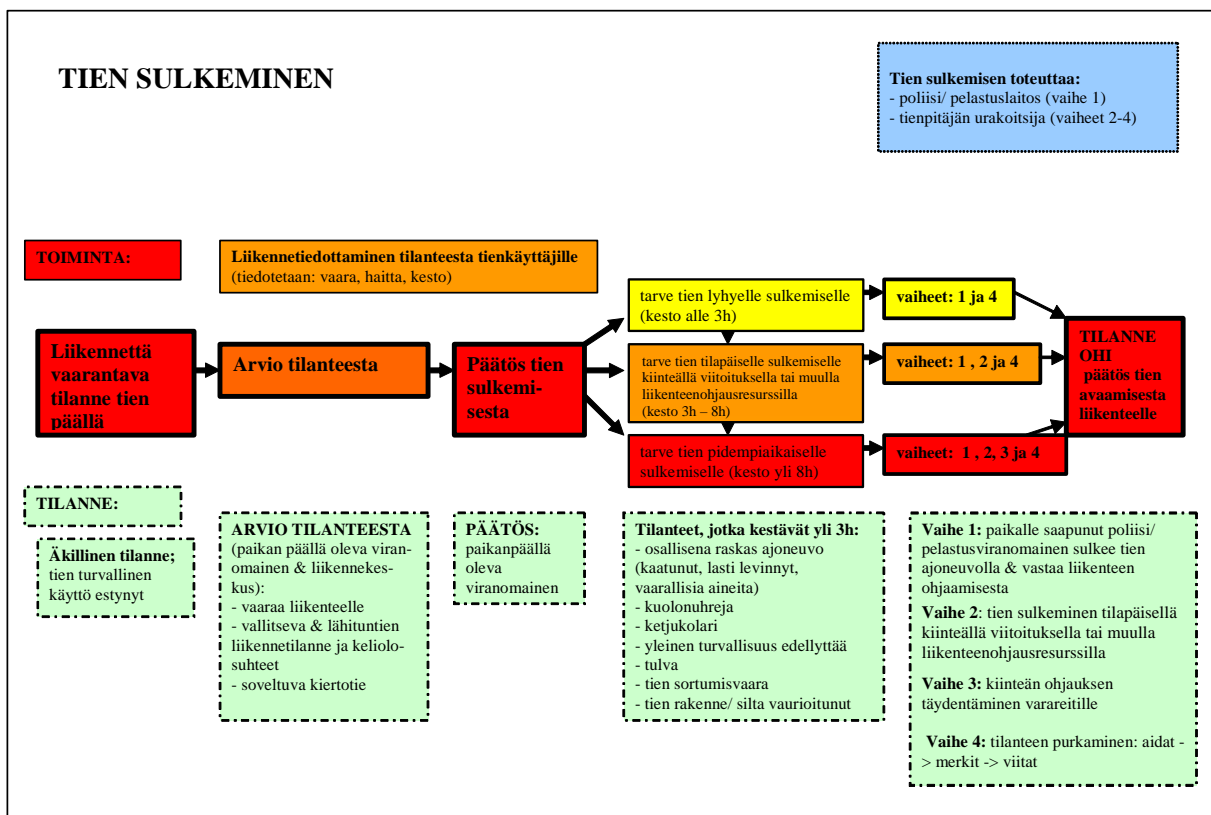 TIEN SULKEMINEN
Tien sulkemisen toteuttaa:
- poliisi/ pelastuslaitos (vaihe 1)
- tienpitäjän urakoitsija (vaiheet 2-4)
TOIMINTA:
Liikennetiedottaminen tilanteesta tienkäyttäjille
(tiedotetaan: vaara, haitta, kesto)
Liikennettä
vaarantava
tilanne tien
päällä
Arvio tilanteesta
Päätös tien
sulkemi-
sesta
tarve tien lyhyelle sulkemiselle
(kesto alle 3h)
tarve tien tilapäiselle sulkemiselle
kiinteällä viitoituksella tai muulla
liikenteenohjausresurssilla
(kesto 3h – 8h)
tarve tien pidempiaikaiselle
sulkemiselle (kesto yli 8h)
vaiheet: 1 ja 4
vaiheet: 1 , 2 ja 4
vaiheet: 1 , 2, 3 ja 4
TILANNE
OHI
päätös tien
avaamisesta
liikenteelle
TILANNE:
Äkillinen tilanne;
tien turvallinen
käyttö estynyt
ARVIO TILANTEESTA
(paikan päällä oleva viran-
omainen & liikennekes-
kus):
- vaaraa liikenteelle
- vallitseva & lähituntien
liikennetilanne ja keliolo-
suhteet
- soveltuva kiertotie
PÄÄTÖS:
paikanpäällä
oleva
viranomainen
Tilanteet, jotka kestävät yli 3h:
- osallisena raskas ajoneuvo
(kaatunut, lasti levinnyt,
vaarallisia aineita)
- kuolonuhreja
- ketjukolari
- yleinen turvallisuus edellyttää
- tulva
- tien sortumisvaara
- tien rakenne/ silta vaurioitunut
Vaihe 1: paikalle saapunut poliisi/
pelastusviranomainen sulkee tien
ajoneuvolla & vastaa liikenteen
ohjaamisesta
Vaihe 2: tien sulkeminen tilapäisellä
kiinteällä viitoituksella tai muulla
liikenteenohjausresurssilla
Vaihe 3: kiinteän ohjauksen
täydentäminen varareitille
Vaihe 4: tilanteen purkaminen: aidat -
> merkit -> viitat